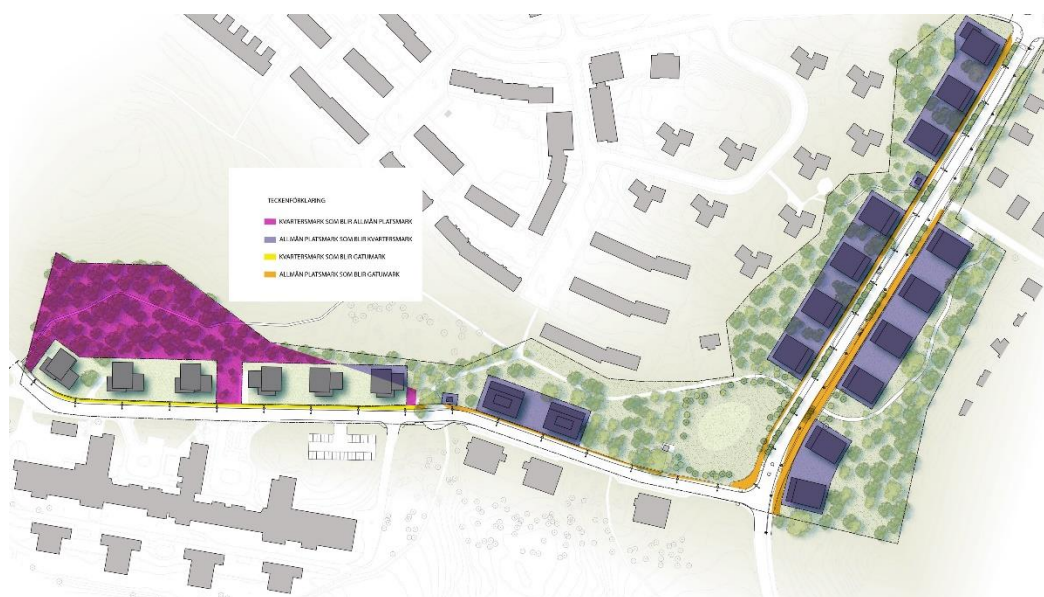 TECKENFÖRKLARING
KVARTERSMARK SOM BLIR ALLMÄN PLATSMARK
ALLMÄN PLATSMARK SOM BLIR KVARTERSMARK
KVARTERSMARK SOM BLIR GATUMARK
ALLMÄN PLATSMARK SOM BLIR GATUMARK